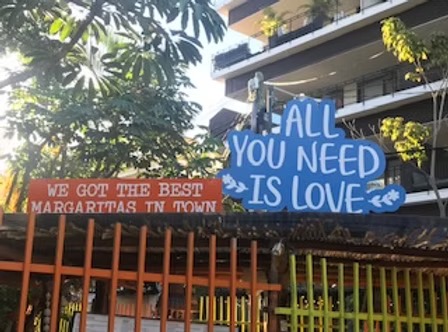 WE GOT THE BEST
MARGARITAS IN TOWN
ALL
YOU NEED
IS LOVE